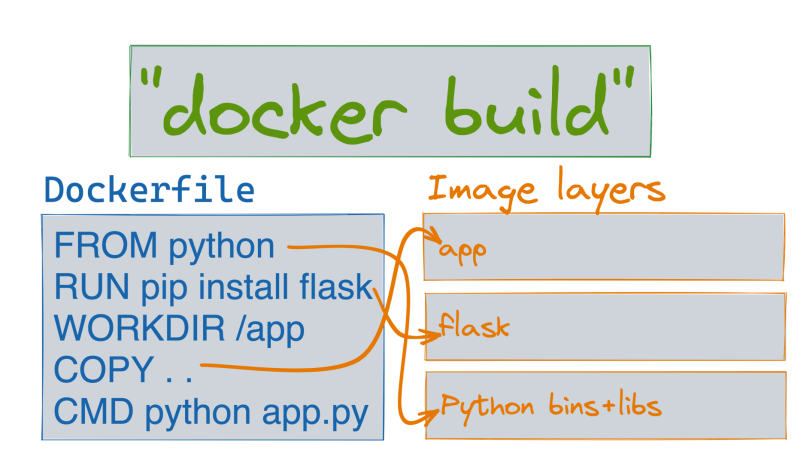 "docker build"
Dockerfile
FROM python
RUN pip install flask
WORKDIR /app
COPY . .
CMD python app.py
Image layers
app
flask
Python bins+libs